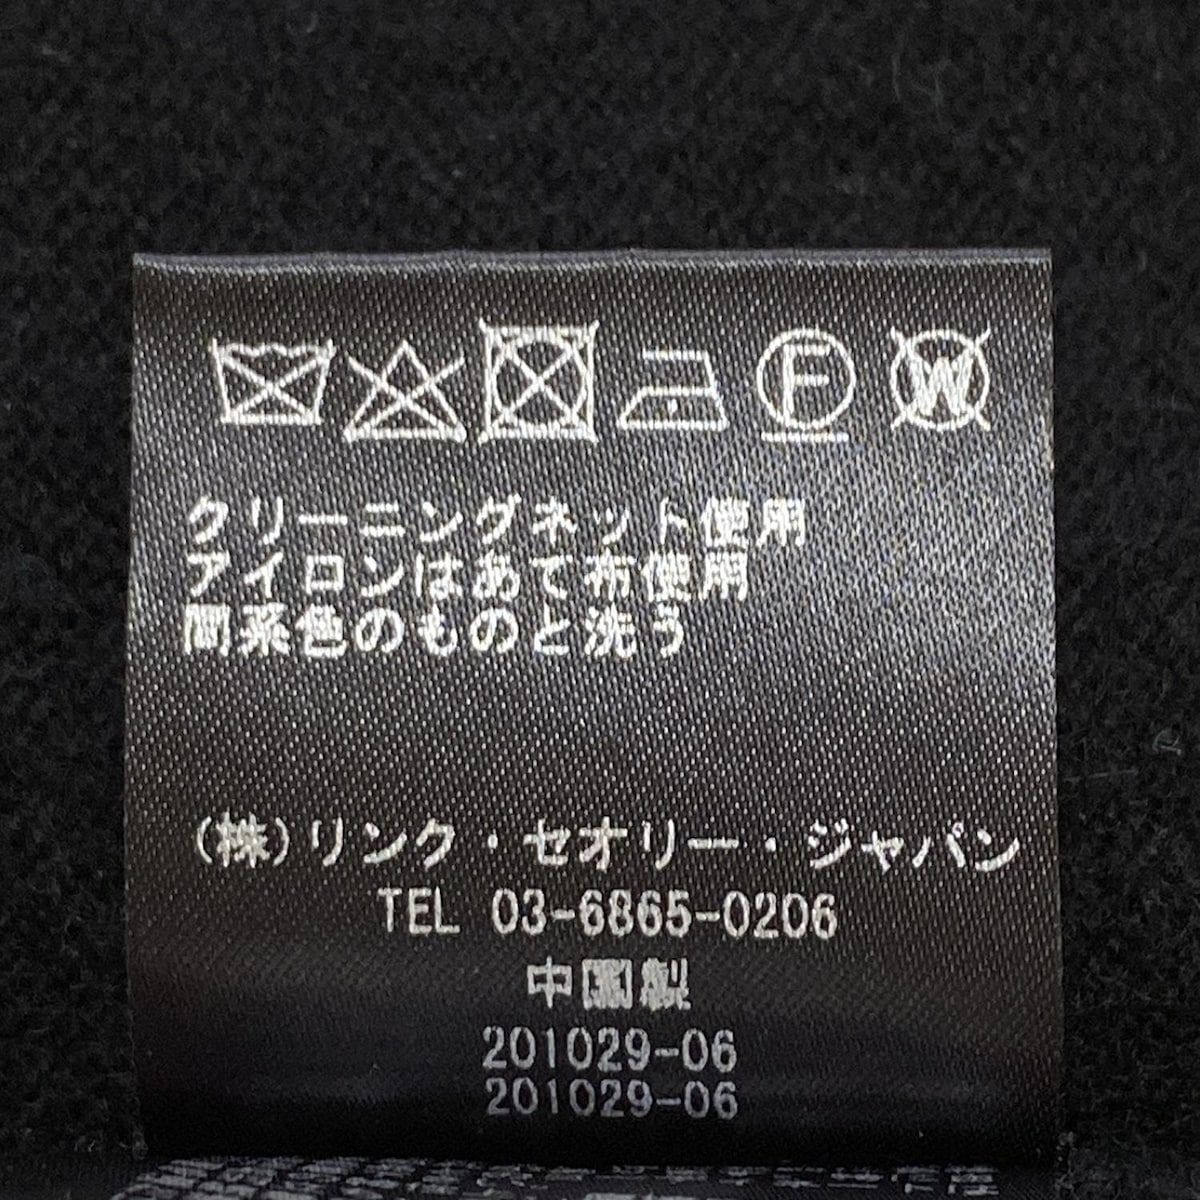 F W
クリーニングネット使用
アイロンはあて布使用
同系色のものと洗う
(株)リンク・セオリー・ジャパン
TEL 03-6865-0206
中国製
201029-06
201029-06